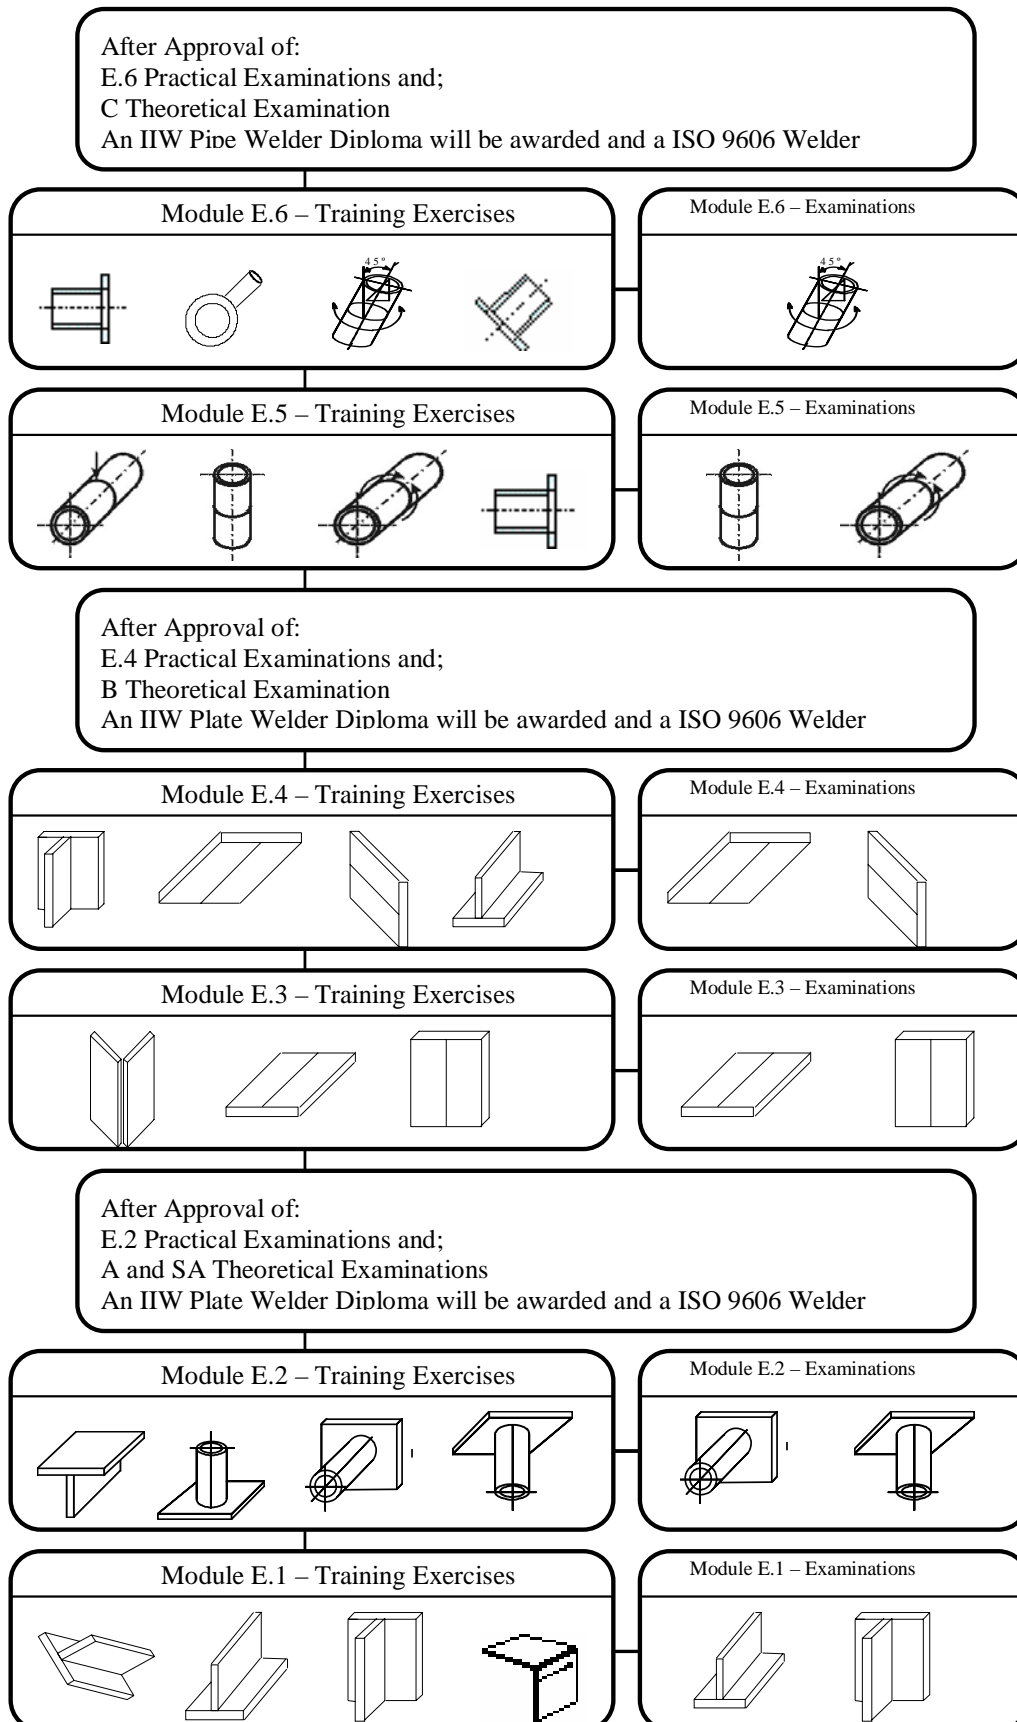 After Approval of:
E.6 Practical Examinations and;
C Theoretical Examination
An IIW Pipe Welder Diploma will be awarded and a ISO 9606 Welder
Module E.6 – Training Exercises
Module E.6 – Examinations
45°
45°
Module E.5 – Training Exercises
Module E.5 – Examinations
After Approval of:
E.4 Practical Examinations and;
B Theoretical Examination
An IIW Plate Welder Diploma will be awarded and a ISO 9606 Welder
Module E.4 – Training Exercises
Module E.4 – Examinations
Module E.3 – Training Exercises
Module E.3 – Examinations
After Approval of:
E.2 Practical Examinations and;
A and SA Theoretical Examinations
An IIW Plate Welder Diploma will be awarded and a ISO 9606 Welder
Module E.2 – Training Exercises
Module E.2 – Examinations
Module E.1 – Training Exercises
Module E.1 – Examinations